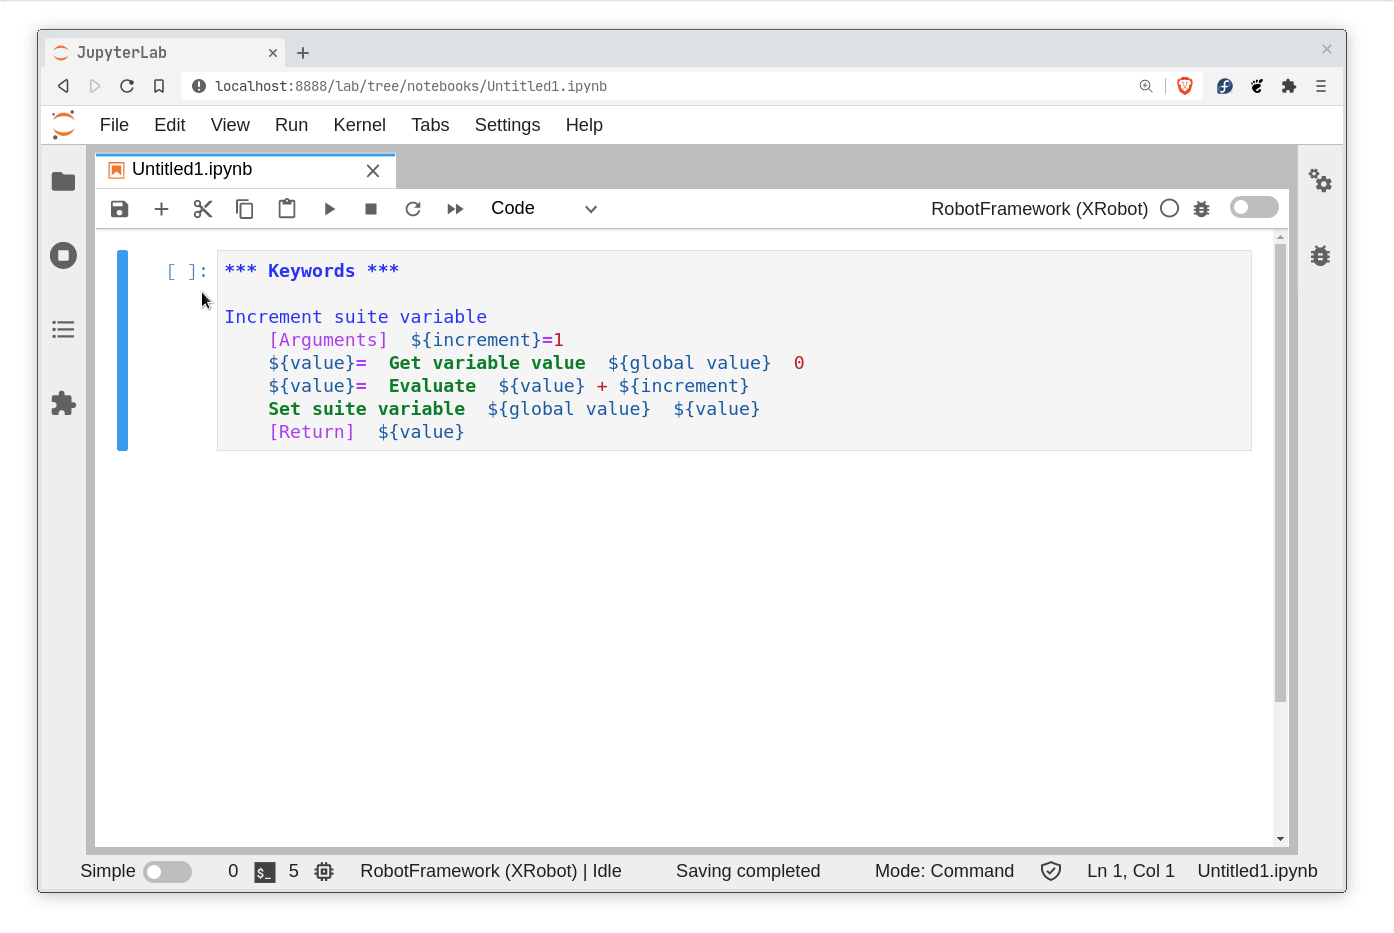 JupyterLab
localhost:8888/lab/tree/notebooks/Untitled1.ipynb
File Edit View Run Kernel Tabs Settings Help
Untitled1.ipynb
Code RobotFramework (XRobot)
[ ]: *** Keywords ***
Increment suite variable
[Arguments] ${increment}=1
${value}= Get variable value ${global value} 0
${value}= Evaluate ${value} + ${increment}
Set suite variable ${global value} ${value}
[Return] ${value}
Simple 0 $_ 5 RobotFramework (XRobot) | Idle Saving completed Mode: Command Ln 1, Col 1 Untitled1.ipynb